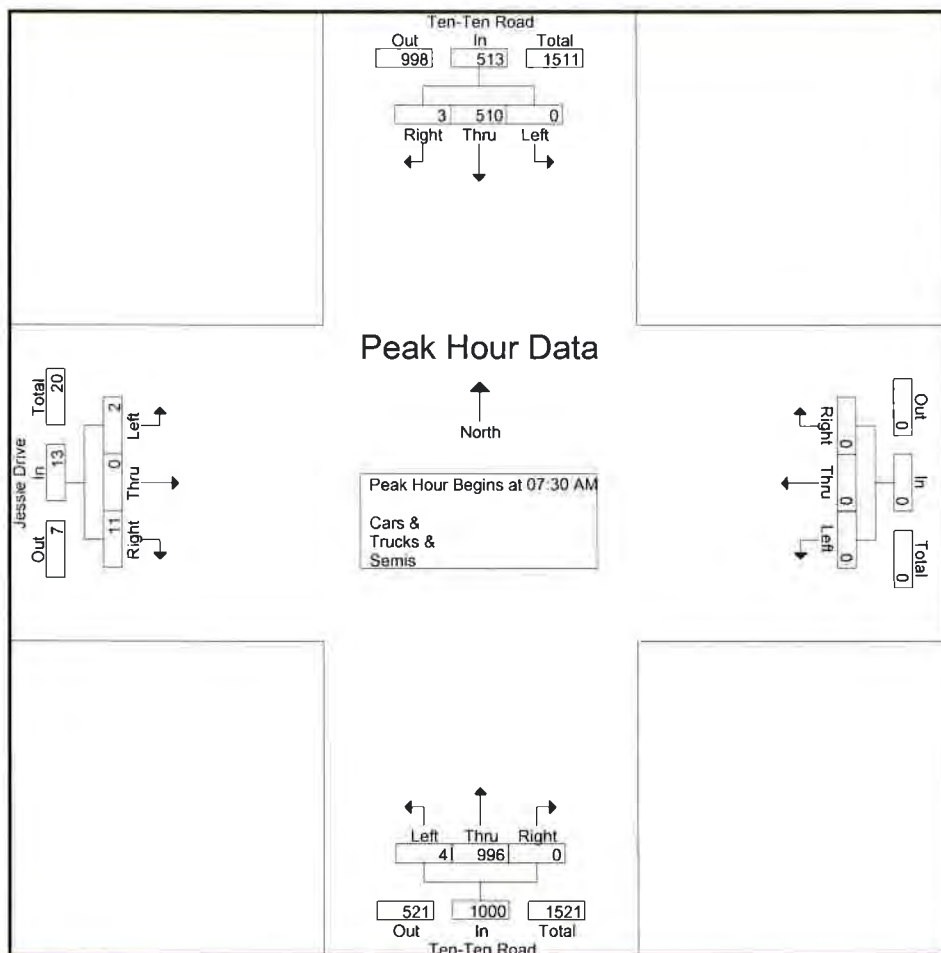 Ten-Ten Road
Out In Total
998 513 1511
3 510 0
Right Thru Left
Peak Hour Data
North
Peak Hour Begins at 07:30 AM
Cars &
Trucks &
Semis
Jessie Drive
Total In Out
20 13 7
2 0 11
Left Thru Right
Out In Total
0 0 0
0 0 0
Right Thru Left
Left Thru Right
4 996 0
521 1000 1521
Out In Total
Ten-Ten Road